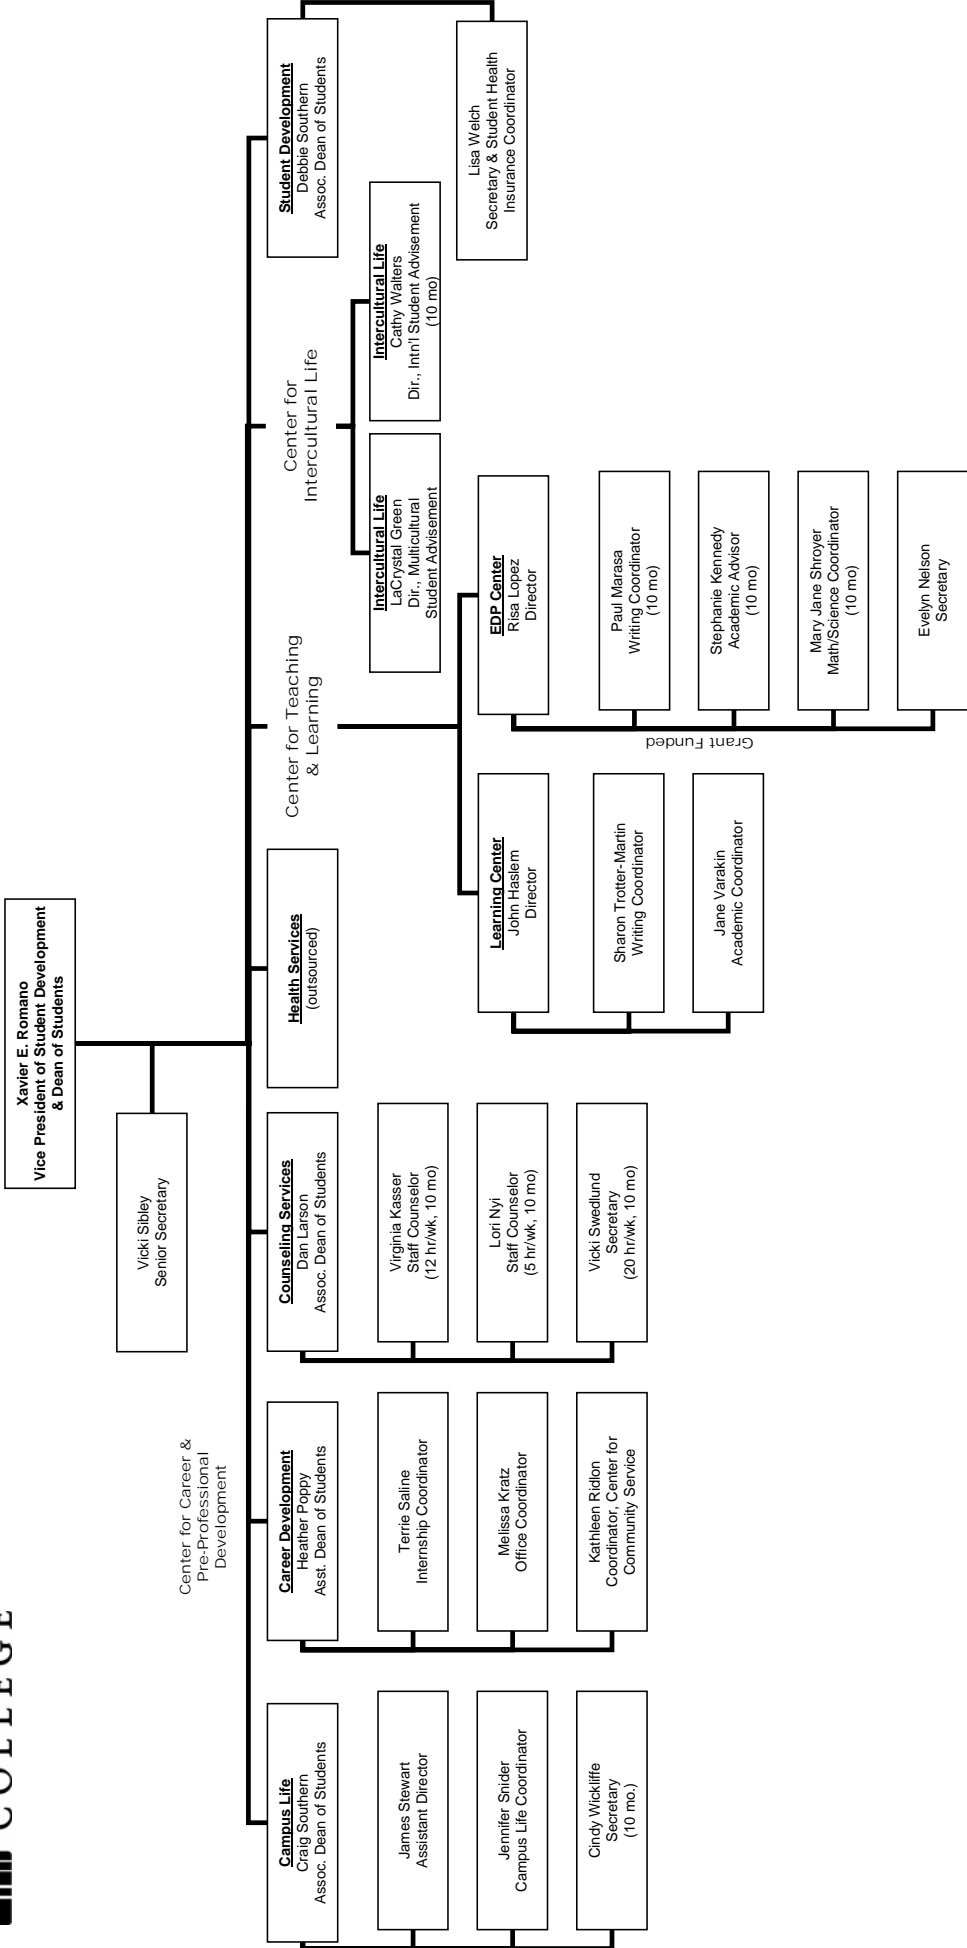 COLLEGE
Xavier E. Romano
Vice President of Student Development
& Dean of Students
Vicki Sibley
Senior Secretary
Center for Career &
Pre-Professional
Development
Campus Life
Craig Southern
Assoc. Dean of Students
James Stewart
Assistant Director
Jennifer Snider
Campus Life Coordinator
Cindy Wickliffe
Secretary
(10 mo.)
Career Development
Heather Poppy
Asst. Dean of Students
Terrie Saline
Internship Coordinator
Melissa Kratz
Office Coordinator
Kathleen Ridlon
Coordinator, Center for
Community Service
Counseling Services
Dan Larson
Assoc. Dean of Students
Virginia Kasser
Staff Counselor
(12 hr/wk, 10 mo)
Lori Nyi
Staff Counselor
(5 hr/wk, 10 mo)
Vicki Swedlund
Secretary
(20 hr/wk, 10 mo)
Health Services
(outsourced)
Center for Teaching
& Learning
Learning Center
John Haslem
Director
Sharon Trotter-Martin
Writing Coordinator
Jane Varakin
Academic Coordinator
EDP Center
Risa Lopez
Director
Grant Funded
Paul Marasa
Writing Coordinator
(10 mo)
Stephanie Kennedy
Academic Advisor
(10 mo)
Mary Jane Shroyer
Math/Science Coordinator
(10 mo)
Evelyn Nelson
Secretary
Center for
Intercultural Life
Intercultural Life
LaCrystal Green
Dir., Multicultural
Student Advisement
Intercultural Life
Cathy Walters
Dir., Intn'l Student Advisement
(10 mo)
Student Development
Debbie Southern
Assoc. Dean of Students
Lisa Welch
Secretary & Student Health
Insurance Coordinator